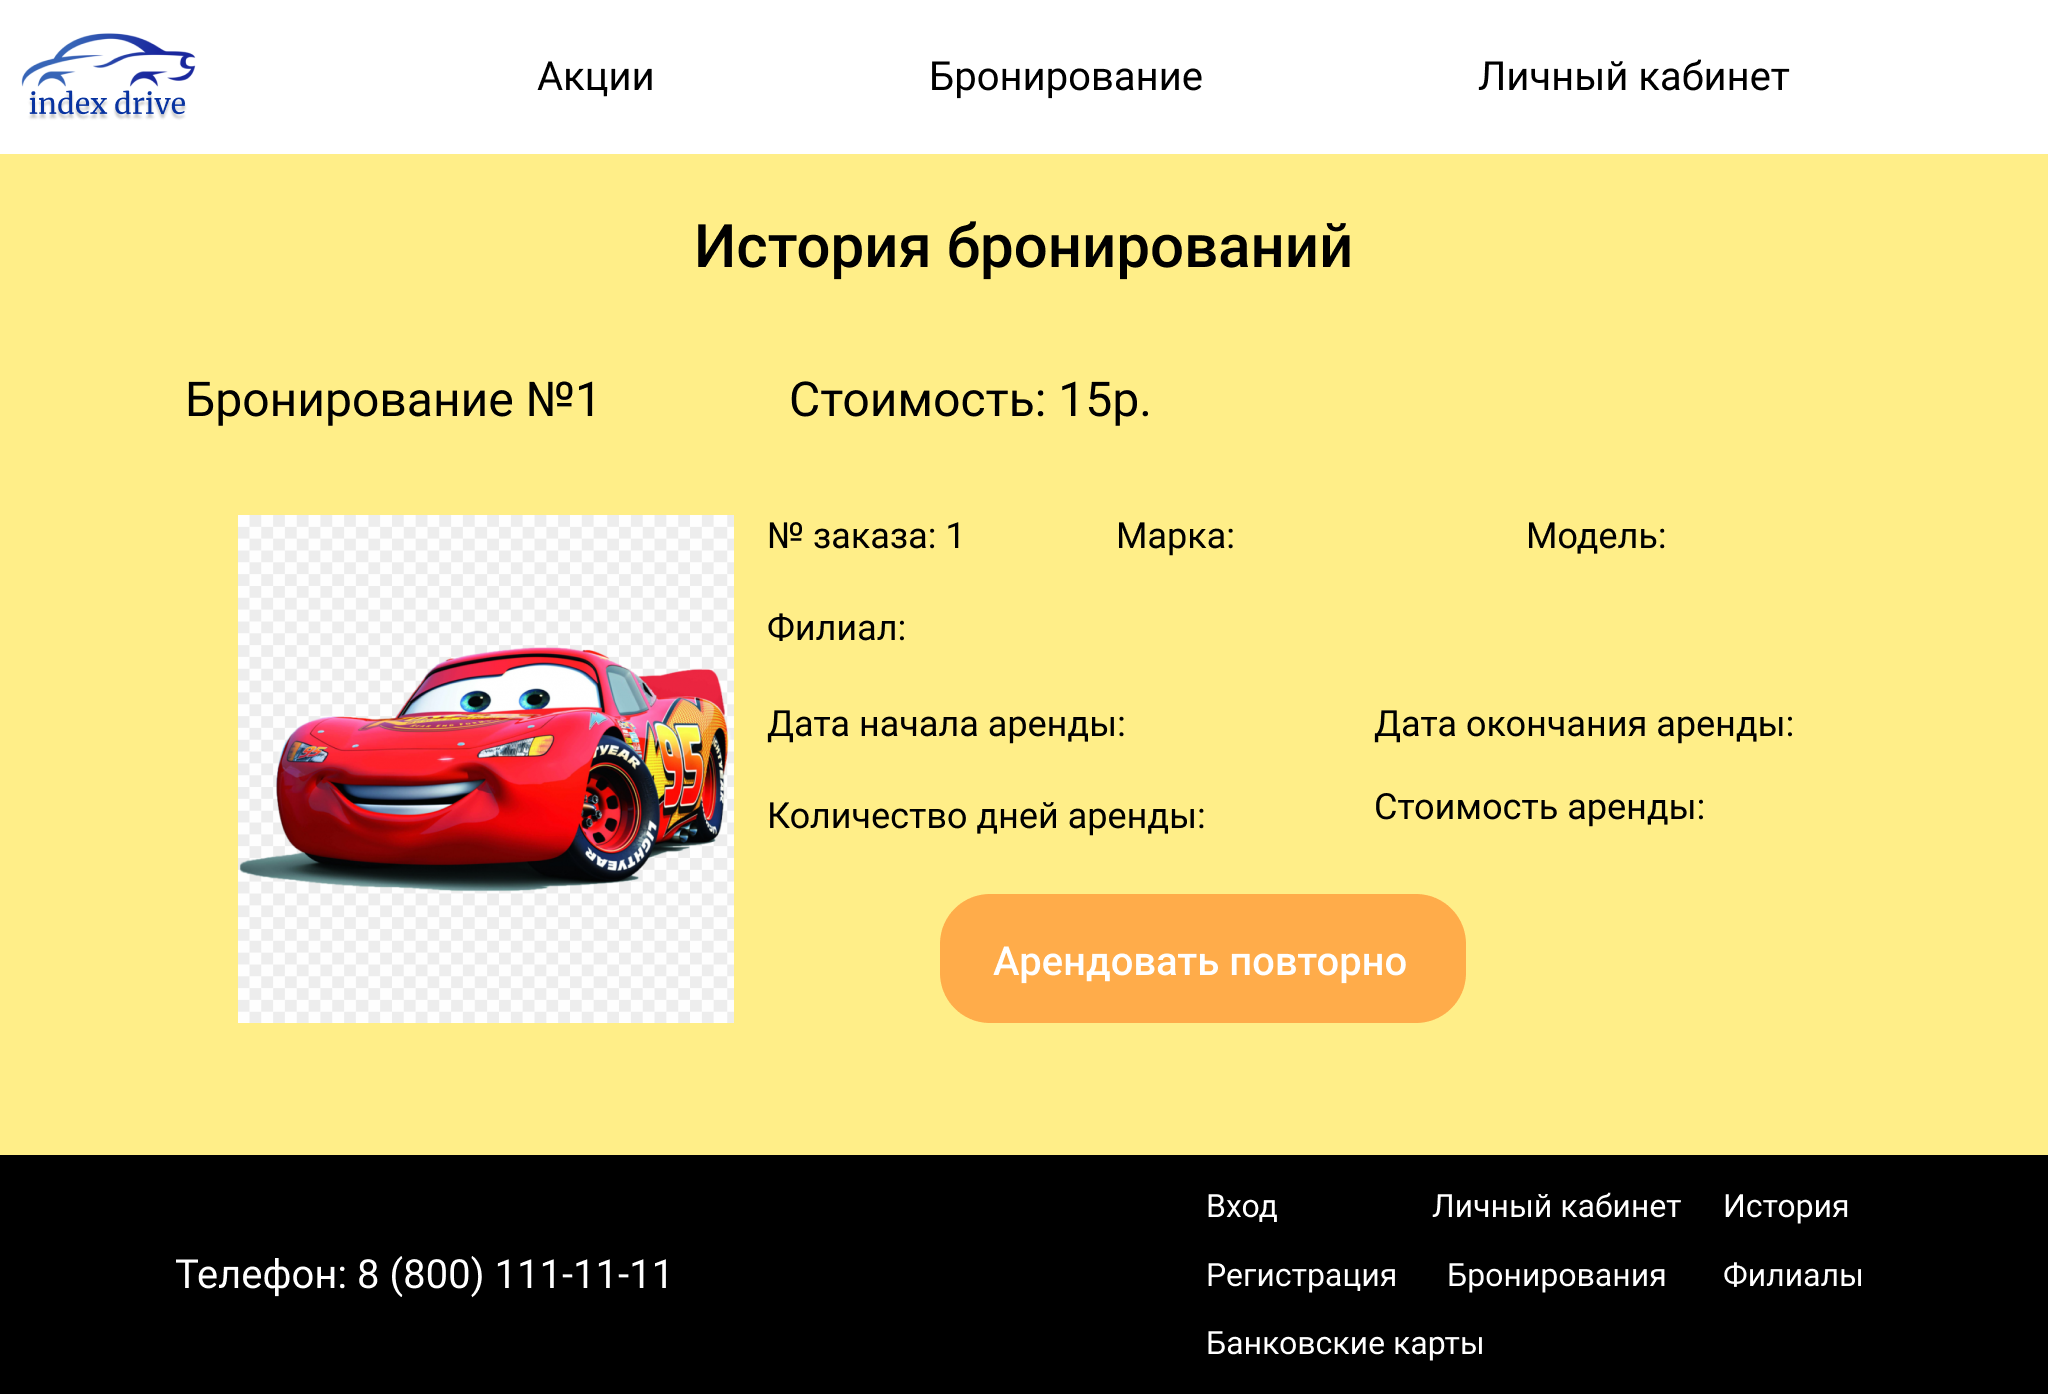 index drive
Акции
Бронирование
Личный кабинет
История бронирований
Бронирование №1
Стоимость: 15р.
№ заказа: 1
Марка:
Модель:
Филиал:
Дата начала аренды:
Дата окончания аренды:
Количество дней аренды:
Стоимость аренды:
95
LIGHTYEAR
Арендовать повторно
Телефон: 8 (800) 111-11-11
Вход
Личный кабинет
История
Регистрация
Бронирования
Филиалы
Банковские карты